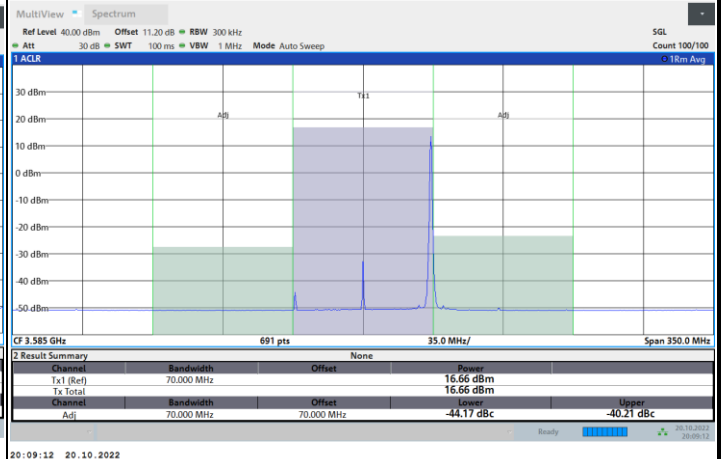 MultiView Spectrum
Ref Level 40.00 dBm Offset 11.20 dB RBW 300 kHz SGL
Att 30 dB SWT 100 ms VBW 1 MHz Mode Auto Sweep Count 100/100
1 ACLR 1Rm Avg
30 dBm
Tx1
20 dBm
Adj Adj
10 dBm
0 dBm
-10 dBm
-20 dBm
-30 dBm
-40 dBm
-50 dBm
CF 3.585 GHz 691 pts 35.0 MHz/ Span 350.0 MHz
2 Result Summary None
Channel Bandwidth Offset Power
Tx1 (Ref) 70.000 MHz 16.66 dBm
Tx Total 16.66 dBm
Channel Bandwidth Offset Lower Upper
Adj 70.000 MHz 70.000 MHz -44.17 dBc -40.21 dBc
Ready 20.10.2022
20:09:12
20:09:12 20.10.2022